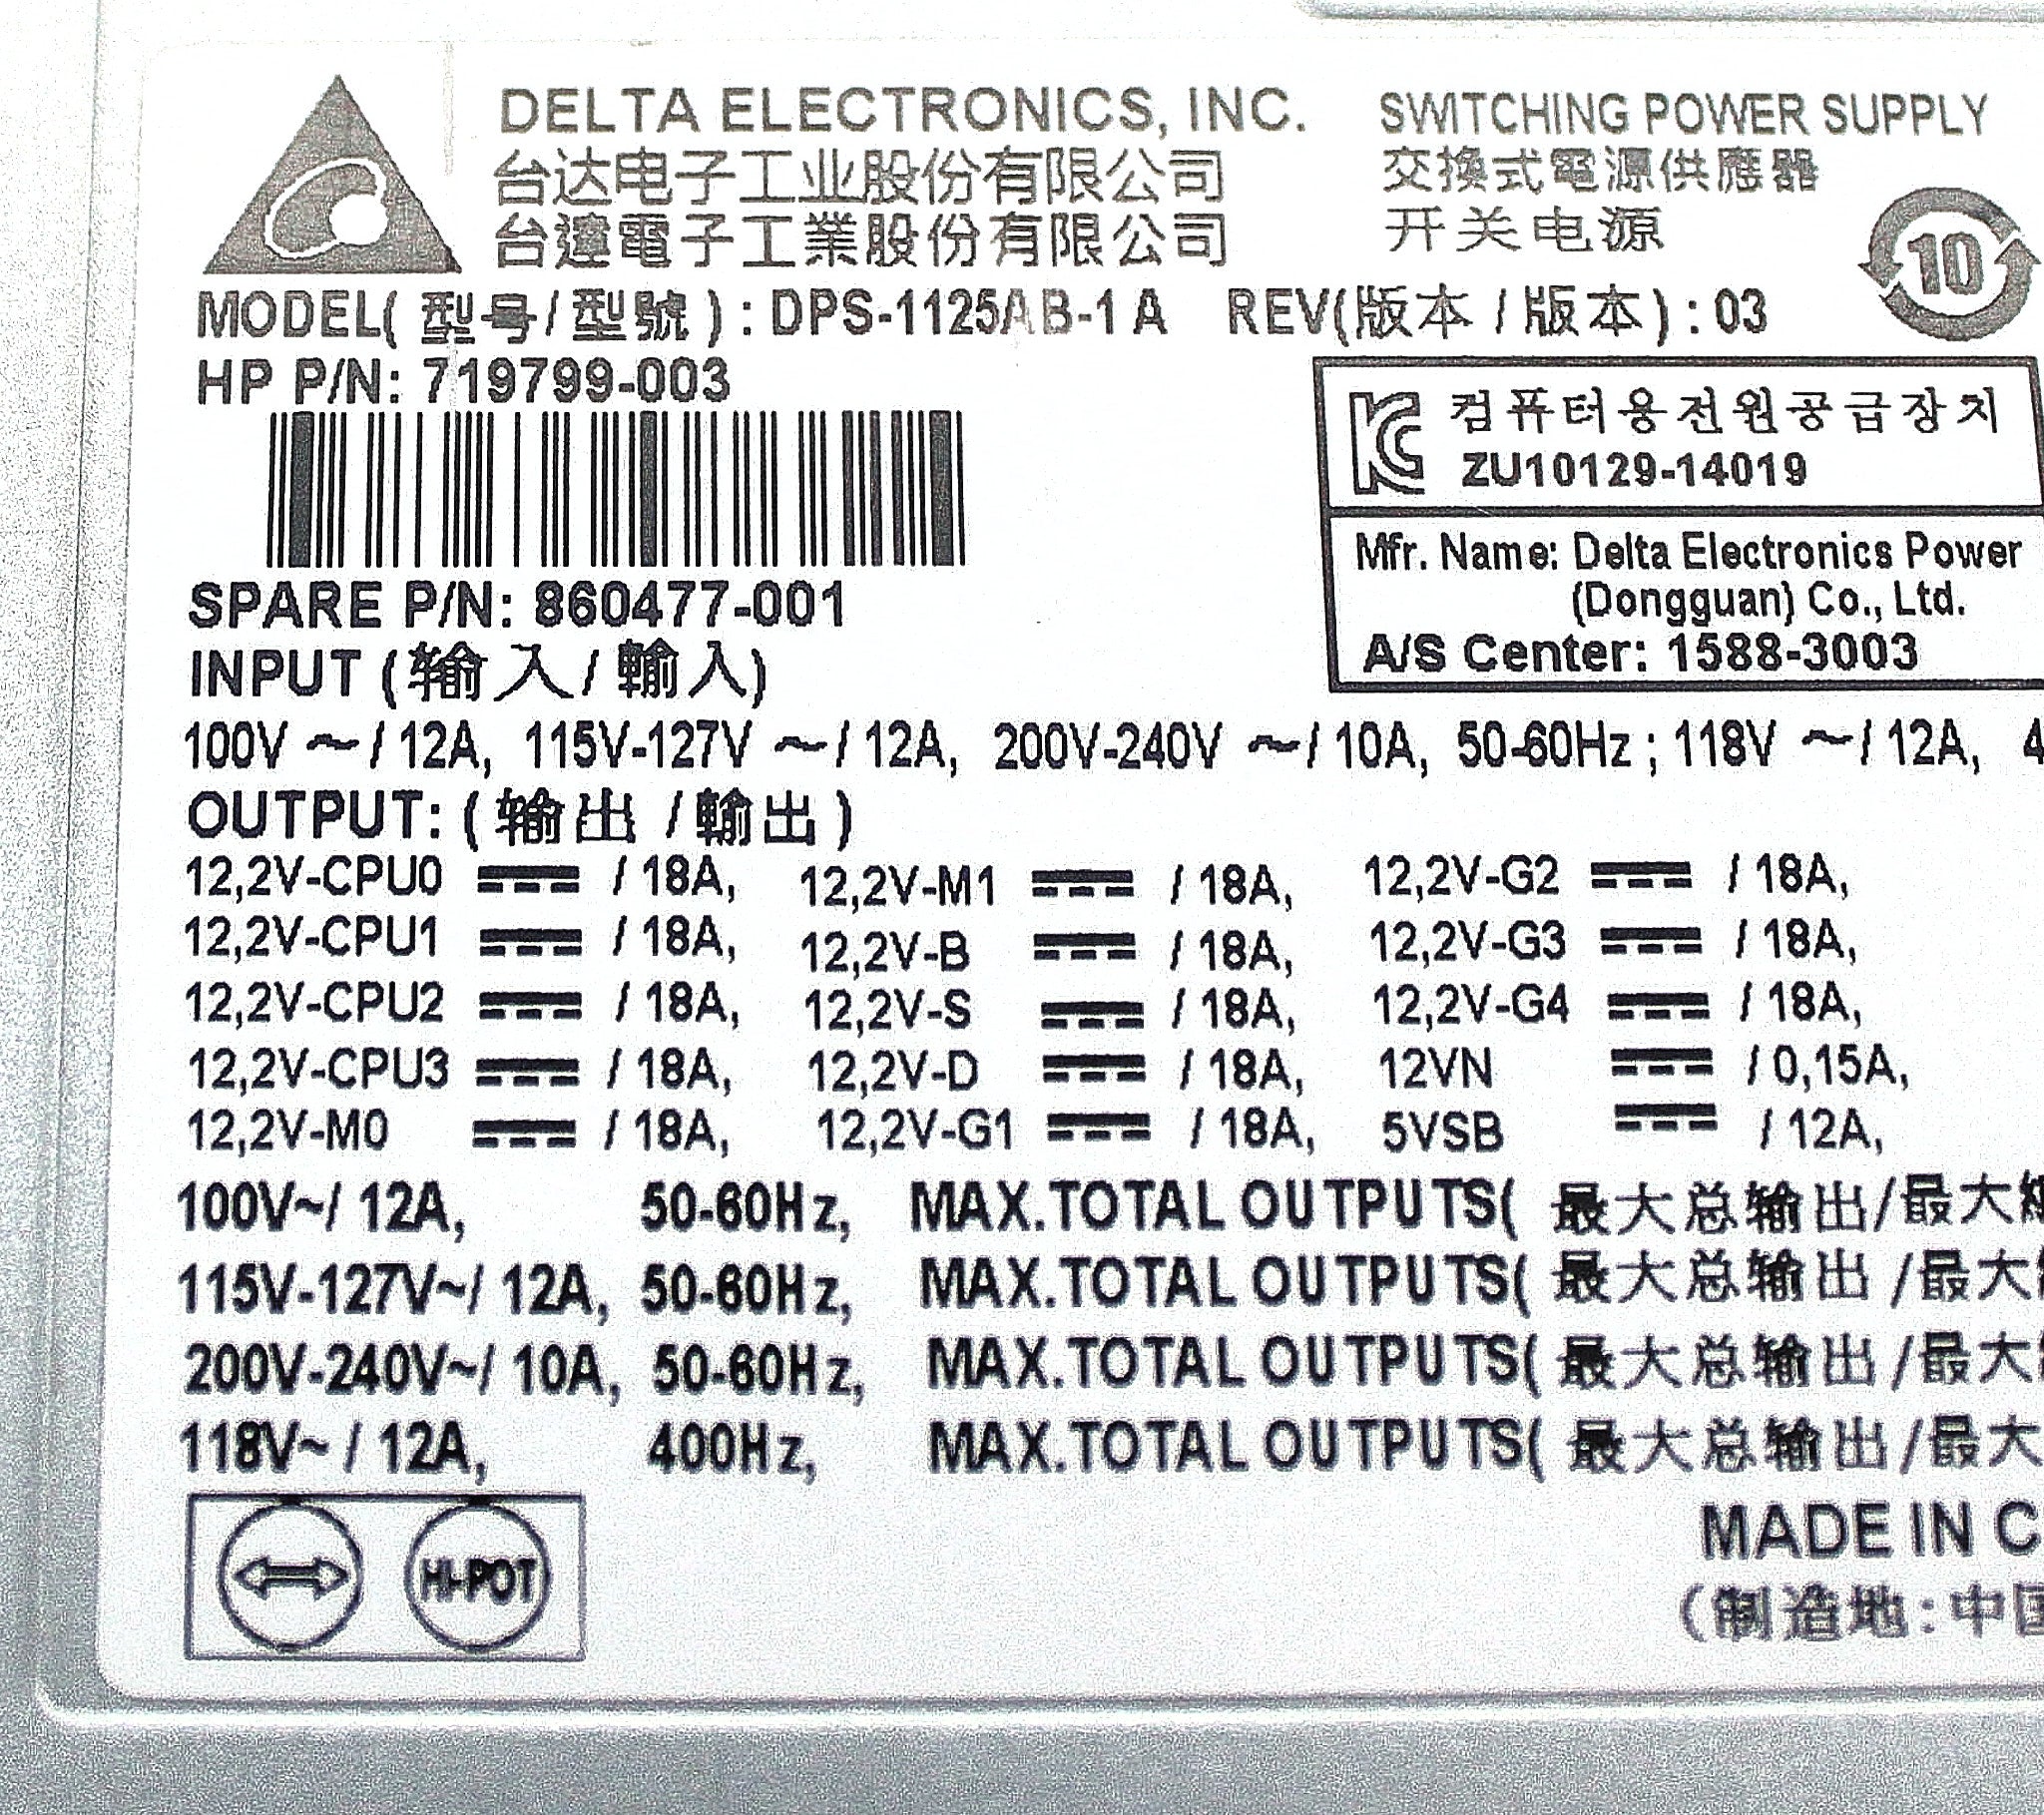 DELTA ELECTRONICS, INC.
台达电子工业股份有限公司
台達電子工業股份有限公司
SWITCHING POWER SUPPLY
交換式電源供應器
开关电源
10
MODEL( 型号/型號 ) : DPS-1125AB-1 A REV(版本 / 版本) : 03
HP P/N: 719799-003
KC 컴퓨터용전원공급장치
ZU10129-14019
Mfr. Name: Delta Electronics Power
(Dongguan) Co., Ltd.
A/S Center: 1588-3003
SPARE P/N: 860477-001
INPUT (输入/ 輸入)
100V ～/ 12A, 115V-127V ～/ 12A, 200V-240V ～/ 10A, 50-60Hz ; 118V ～/ 12A, 4
OUTPUT: ( 输出 / 輸出 )
12,2V-CPU0 ⎓ / 18A, 12,2V-M1 ⎓ / 18A, 12,2V-G2 ⎓ / 18A,
12,2V-CPU1 ⎓ / 18A, 12,2V-B ⎓ / 18A, 12,2V-G3 ⎓ / 18A,
12,2V-CPU2 ⎓ / 18A, 12,2V-S ⎓ / 18A, 12,2V-G4 ⎓ / 18A,
12,2V-CPU3 ⎓ / 18A, 12,2V-D ⎓ / 18A, 12VN ⎓ / 0,15A,
12,2V-M0 ⎓ / 18A, 12,2V-G1 ⎓ / 18A, 5VSB ⎓ / 12A,
100V~/ 12A, 50-60Hz, MAX.TOTAL OUTPUTS( 最大总输出/最大
115V-127V~/ 12A, 50-60Hz, MAX.TOTAL OUTPUTS( 最大总输出 /最大
200V-240V~/ 10A, 50-60Hz, MAX.TOTAL OUTPUTS( 最大总输出 /最大
118V~ / 12A, 400Hz, MAX.TOTAL OUTPUTS( 最大总输出 /最大
HI-POT
MADE IN C
(制造地: 中国